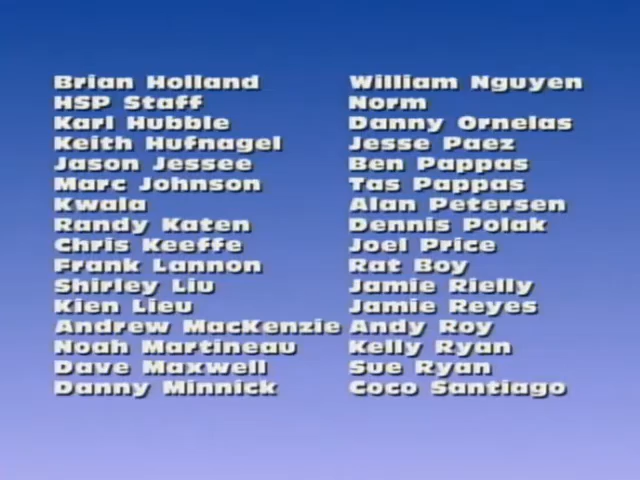 Brian Holland
HSP Staff
Karl Hubble
Keith Hufnagel
Jason Jessee
Marc Johnson
Kwala
Randy Katen
Chris Keeffe
Frank Lannon
Shirley Liu
Kien Lieu
Andrew MacKenzie
Noah Martineau
Dave Maxwell
Danny Minnick
William Nguyen
Norm
Danny Ornelas
Jesse Paez
Ben Pappas
Tas Pappas
Alan Petersen
Dennis Polak
Joel Price
Rat Boy
Jamie Rielly
Jamie Reyes
Andy Roy
Kelly Ryan
Sue Ryan
Coco Santiago